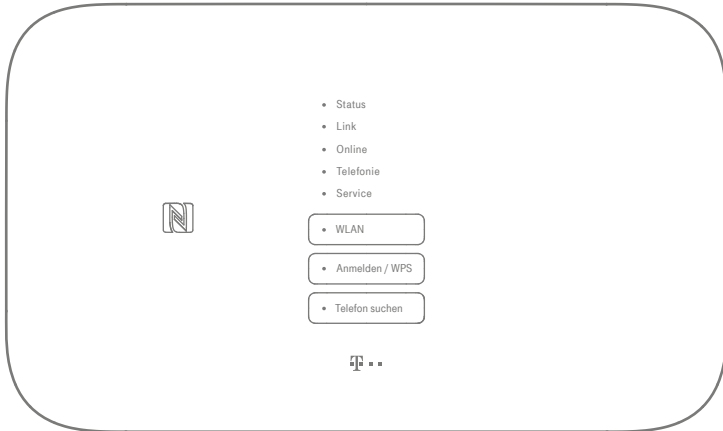 Status
Link
Online
Telefonie
Service
WLAN
Anmelden / WPS
Telefon suchen
T